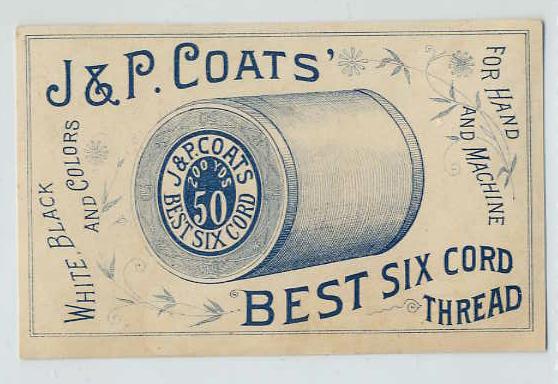 J & P. COATS'
WHITE, BLACK
AND COLORS
FOR HAND
AND MACHINE
J & P. COATS
200 YDS
50
BEST SIX CORD
BEST SIX CORD
THREAD